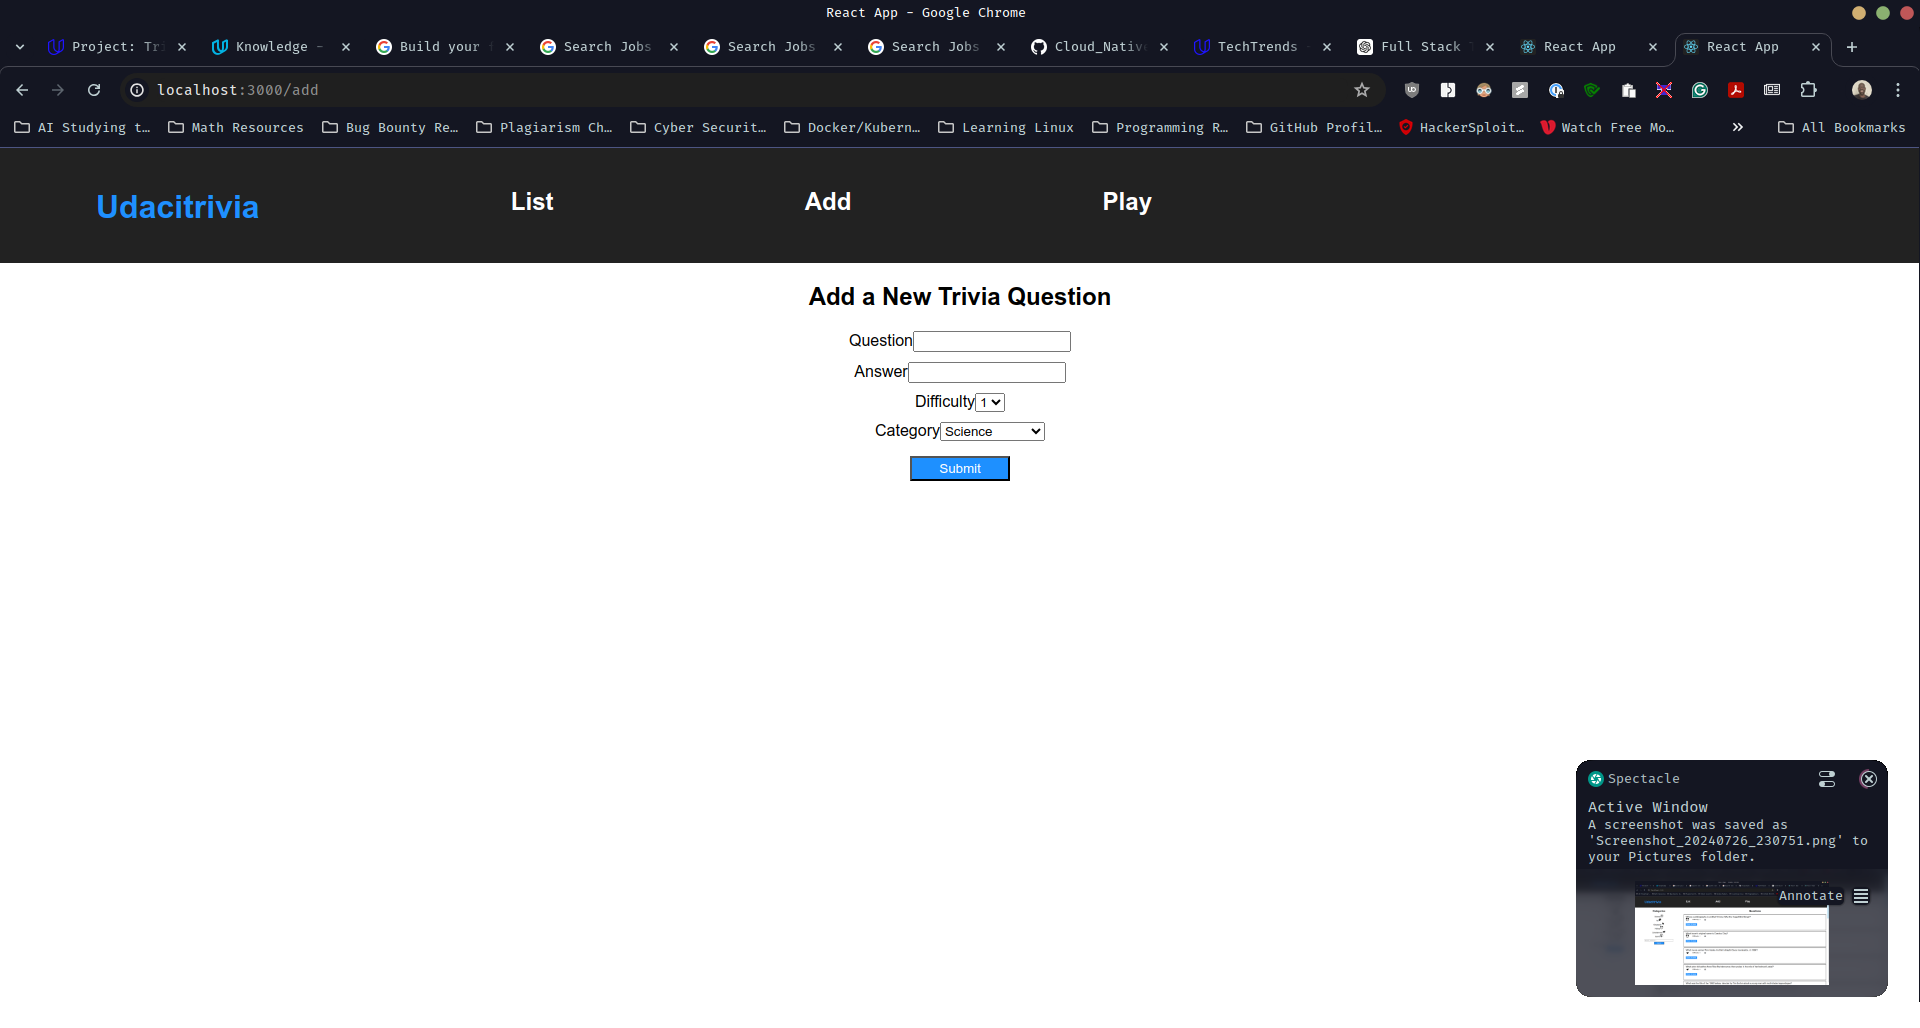 React App - Google Chrome
Project: Tri
Knowledge -
Build your
Search Jobs
Search Jobs
Search Jobs
Cloud_Nativ
TechTrends
Full Stack
React App
React App
localhost:3000/add
AI Studying t…
Math Resources
Bug Bounty Re…
Plagiarism Ch…
Cyber Securit…
Docker/Kubern…
Learning Linux
Programming R…
GitHub Profil…
HackerSploit…
Watch Free Mo…
All Bookmarks
Udacitrivia
List
Add
Play
Add a New Trivia Question
Question
Answer
Difficulty 1
Category Science
Submit
Spectacle
Active Window
A screenshot was saved as
'Screenshot_20240726_230751.png' to
your Pictures folder.
Annotate